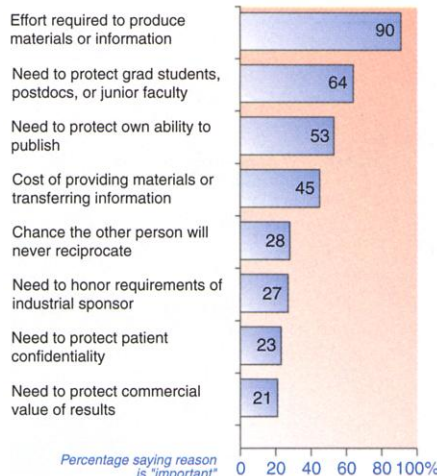 Effort required to produce
materials or information
90
Need to protect grad students,
postdocs, or junior faculty
64
Need to protect own ability to
publish
53
Cost of providing materials or
transferring information
45
Chance the other person will
never reciprocate
28
Need to honor requirements of
industrial sponsor
27
Need to protect patient
confidentiality
23
Need to protect commercial
value of results
21
Percentage saying reason
is "important"
0 20 40 60 80 100%